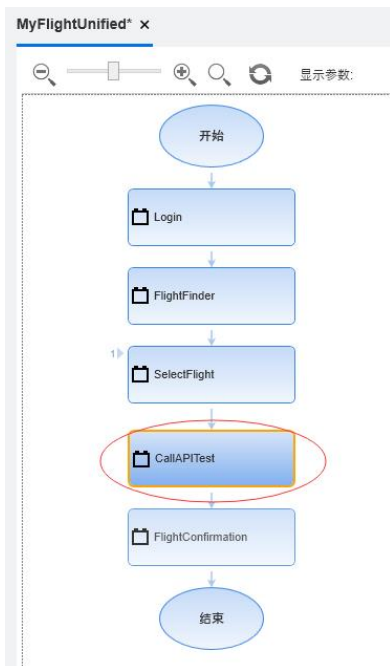 MyFlightUnified* ×
显示参数:
开始
Login
FlightFinder
1
SelectFlight
CallAPITest
FlightConfirmation
结束